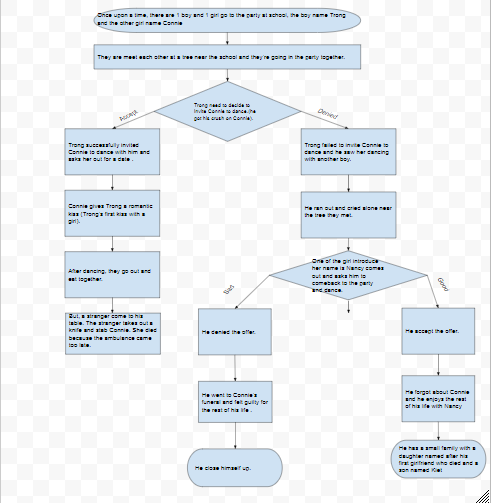 Once upon a time, there are 1 boy and 1 girl go to the party at school, the boy name Trong
and the other girl name Connie
They are meet each other at a tree near the school and they're going in the party together.
Trong need to decide to
invite Connie to dance.(he
got his crush on Connie).
Accept
Denied
Trong successfully invited
Connie to dance with him and
asks her out for a date .
Trong failed to invite Connie to
dance and he saw her dancing
with another boy.
Connie gives Trong a romantic
kiss (Trong's first kiss with a
girl).
He ran out and cried alone near
the tree they met.
After dancing, they go out and
eat together.
One of the girl introduce
her name is Nancy comes
out and asks him to
comeback to the party
and dance.
Sad
Good
But, a stranger come to his
table. The stranger takes out a
knife and stab Connie. She died
because the ambulance came
too late.
He denied the offer.
He accept the offer.
He went to Connie's
funeral and felt guilty for
the rest of his life .
He forgot about Connie
and he enjoys the rest
of his life with Nancy
He close himself up.
He has a small family with a
daughter named after his
first girlfriend who died and a
son named Kiet